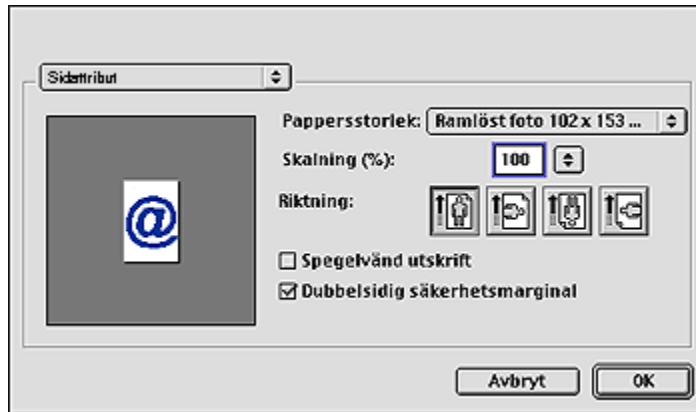 Sidattribut
Pappersstorlek: Ramlöst foto 102 x 153 ...
Skalning (%): 100
Riktning:
@
Spegelvänd utskrift
Dubbelsidig säkerhetsmarginal
Avbryt OK